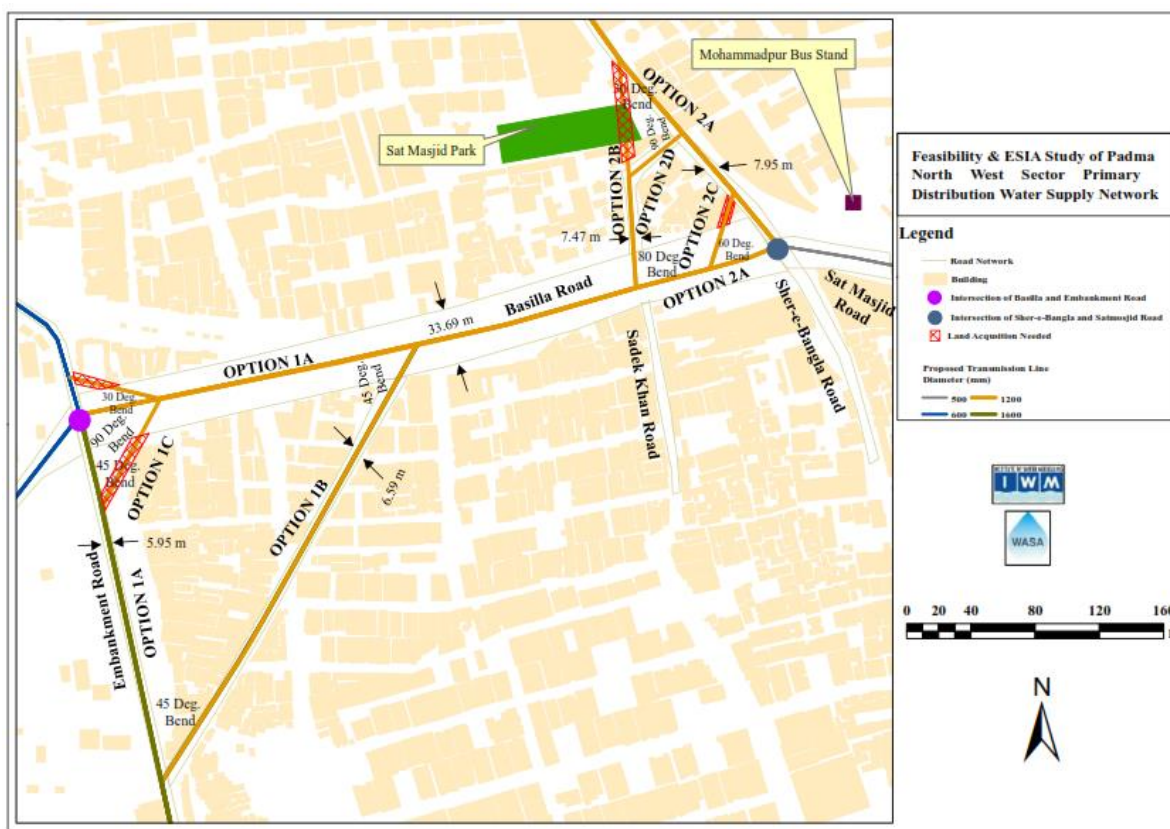 Mohammadpur Bus Stand
OPTION 2A
30 Deg.
Bend
Sat Masjid Park
90 Deg.
Bend
OPTION 2B
OPTION 2D
7.95 m
OPTION 2C
7.47 m
80 Deg.
Bend
60 Deg.
Bend
OPTION 2A
Basilla Road
33.69 m
Sat Masjid
Road
Sher-e-Bangla Road
Sadek Khan Road
OPTION 1A
45 Deg.
Bend
30 Deg.
Bend
90 Deg.
Bend
45 Deg.
Bend
OPTION 1C
OPTION 1B
6.59 m
5.95 m
Embankment Road
OPTION 1A
45 Deg.
Bend
Feasibility & ESIA Study of Padma
North West Sector Primary
Distribution Water Supply Network
Legend
Road Network
Building
Intersection of Basilla and Embankment Road
Intersection of Sher-e-Bangla and Satmosjid Road
Land Acqusition Needed
Proposed Transmission Line
Diameter (mm)
500 1200
600 1600
IWM
WASA
0 20 40 80 120 160
N